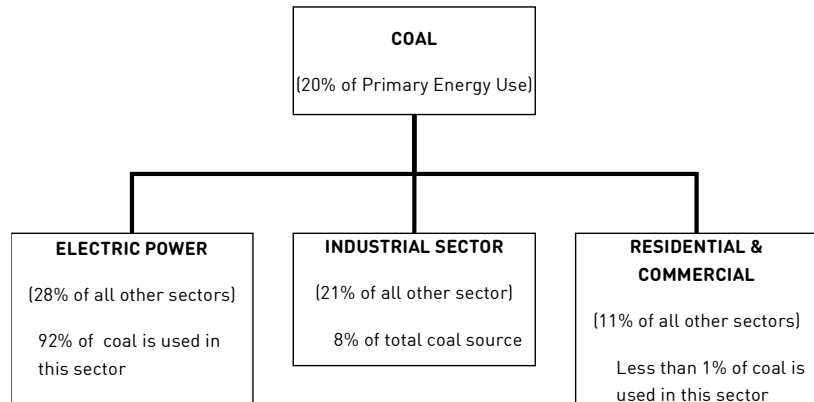 COAL
(20% of Primary Energy Use)
ELECTRIC POWER
(28% of all other sectors)
92% of coal is used in
this sector
INDUSTRIAL SECTOR
(21% of all other sector)
8% of total coal source
RESIDENTIAL &
COMMERCIAL
(11% of all other sectors)
Less than 1% of coal is
used in this sector